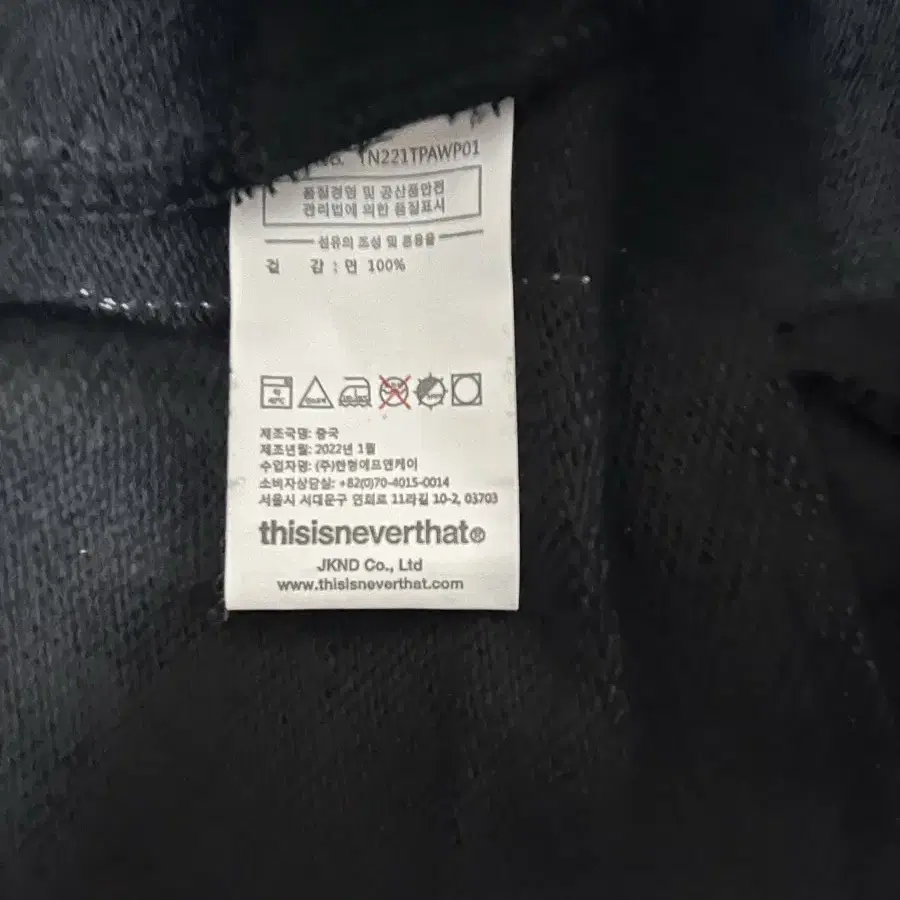 NO. TN221TPAWP01
품질경영 및 공산품안전
관리법에 의한 품질표시
섬유의 조성 및 혼용율
겉 감 : 면 100%
제조국명: 중국
제조년월: 2022년 1월
수입자명: (주)한형에프엔케이
소비자상담실: +82(0)70-4015-0014
서울시 서대문구 연희로 11라길 10-2, 03703
thisisneverthat®
JKND Co., Ltd
www.thisisneverthat.com